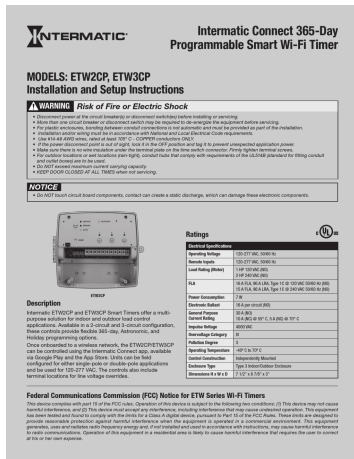 INTERMATIC®
Intermatic Connect 365-Day
Programmable Smart Wi-Fi Timer
MODELS: ETW2CP, ETW3CP
Installation and Setup Instructions
WARNING Risk of Fire or Electric Shock
• Disconnect power at the circuit breaker(s) or disconnect switch(es) before installing or servicing.
• More than one circuit breaker or disconnect switch may be required to de-energize the equipment before servicing.
• For plastic enclosures, bonding between conduit connections is not automatic and must be provided as part of the installation.
• Installation and/or wiring must be in accordance with National and Local Electrical Code requirements.
• Use #14-#8 AWG wires, rated at least 105° C - COPPER conductors ONLY.
• If the power disconnect point is out of sight, lock it in the OFF position and tag it to prevent unexpected application power.
• Make sure there is no wire insulation under the terminal plate on the time switch connector. Firmly tighten terminal screws.
• For outdoor locations or wet locations (rain-tight), conduit hubs that comply with requirements of the UL514B (standard for fitting conduit
and outlet boxes) are to be used.
• Do NOT exceed maximum current carrying capacity.
• KEEP DOOR CLOSED AT ALL TIMES when not servicing.
NOTICE
• Do NOT touch circuit board components, contact can create a static discharge, which can damage these electronic components.
ETW3CP
Description
Intermatic ETW2CP and ETW3CP Smart Timers offer a multi-
purpose solution for indoor and outdoor load control
applications. Available in a 2-circuit and 3-circuit configuration,
these controls provide flexible 365-day, Astronomic, and
Holiday programming options.
Once onboarded to a wireless network, the ETW2CP/ETW3CP
can be controlled using the Intermatic Connect app, available
via Google Play and the App Store. Units can be field
configured for either single-pole or double-pole applications
and be used for 120-277 VAC. The controls also include
terminal locations for line voltage overrides.
Ratings
Electrical Specifications
Operating Voltage 120-277 VAC, 50/60 Hz
Remote Inputs 120-277 VAC, 50/60 Hz
Load Rating (Motor) 1 HP 120 VAC (NO)
2 HP 240 VAC (NO)
FLA 16 A FLA, 96 A LRA, Type 1C @ 120 VAC 50/60 Hz (NO)
15 A FLA, 90 A LRA, Type 1C @ 240 VAC 50/60 Hz (NO)
Power Consumption 7 W
Electronic Ballast 16 A per circuit (NO)
General Purpose
Current Rating
30 A (NO)
10 A (NC) @ 55° C, 5 A (NC) @ 70° C
Impulse Voltage 4000 VAC
Overvoltage Category III
Pollution Degree 3
Operating Temperature -40° C to 70° C
Control Construction Independently Mounted
Enclosure Type Type 3 Indoor/Outdoor Enclosure
Dimensions H x W x D 7 1/2" x 8 7/8" x 3"
Federal Communications Commission (FCC) Notice for ETW Series Wi-Fi Timers
This device complies with part 15 of the FCC rules. Operation of this device is subject to the following two conditions: (1) This device may not cause
harmful interference, and (2) This device must accept any interference, including interference that may cause undesired operation. This equipment
has been tested and found to comply with the limits for a Class A digital device, pursuant to Part 15 of the FCC Rules. These limits are designed to
provide reasonable protection against harmful interference when the equipment is operated in a commercial environment. This equipment
generates, uses and radiates radio frequency energy and, if not installed and used in accordance with instructions, may cause harmful interference
to radio communications. Operation of this equipment in a residential area is likely to cause harmful interference that requires the user to correct
at his or her own expense.